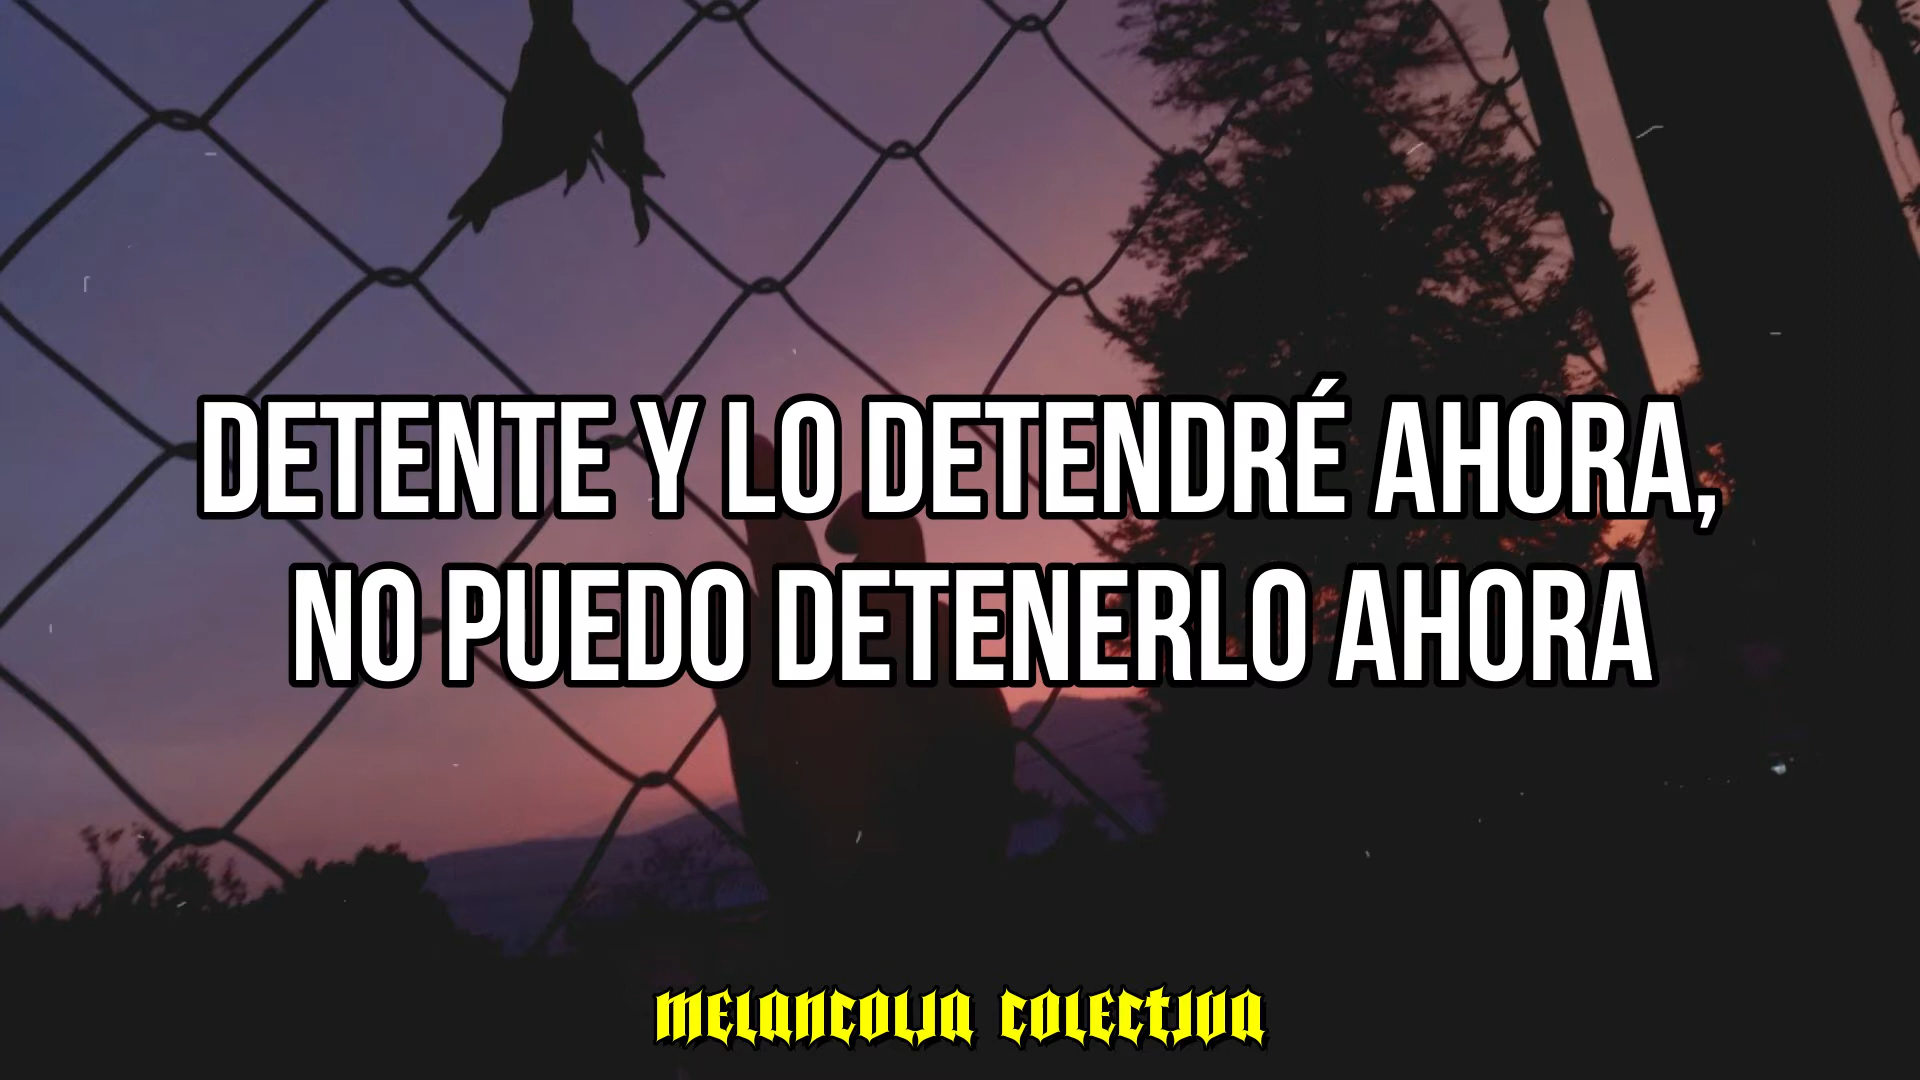 DETENTE Y LO DETENDRÉ AHORA,
NO PUEDO DETENERLO AHORA
MELANCOLIA COLECTIVA